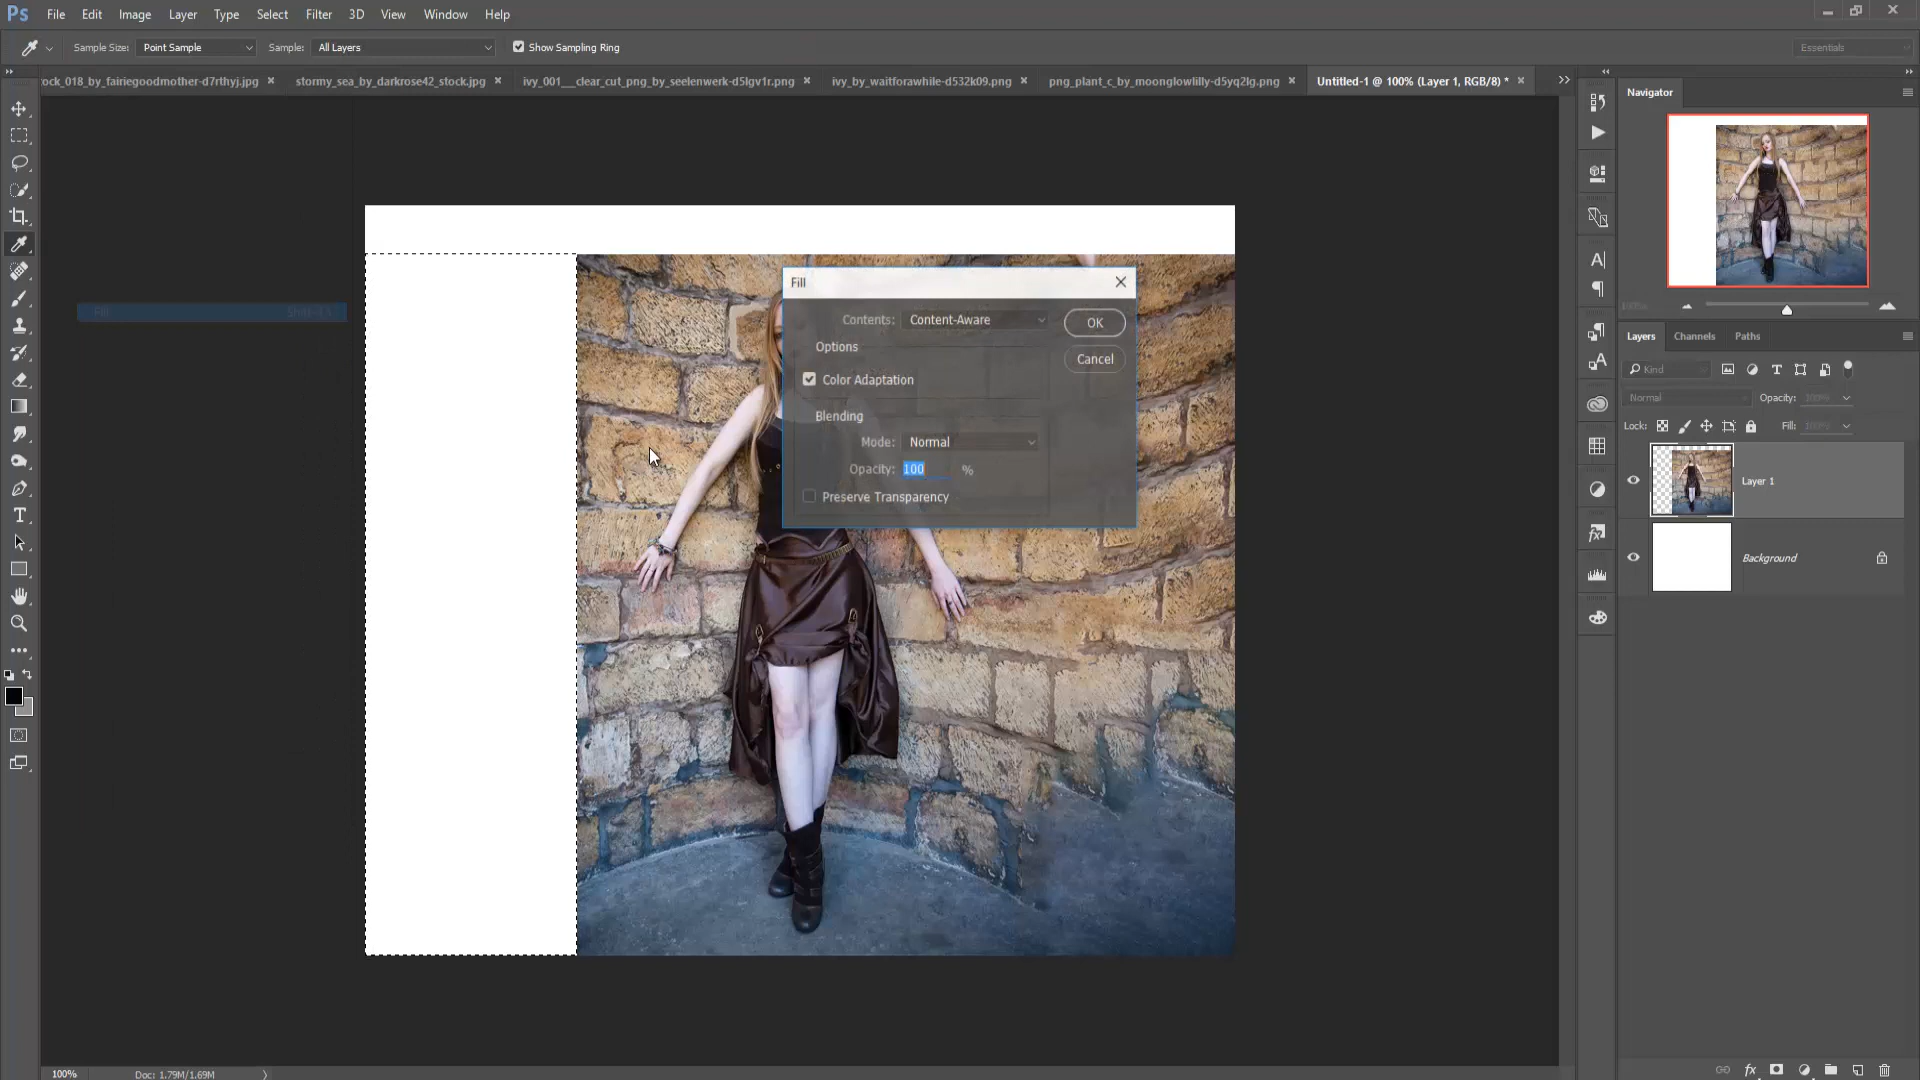 Ps File Edit Image Layer Type Select Filter 3D View Window Help
Sample Size: Point Sample Sample: All Layers Show Sampling Ring Essentials
ock_018_by_fairiegoodmother-d7rthyj.jpg × stormy_sea_by_darkrose42_stock.jpg × ivy_001__clear_cut_png_by_seelenwerk-d5lgv1r.png × ivy_by_waitforawhile-d532k09.png × png_plant_c_by_moonglowlilly-d5yq2lg.png × Untitled-1 @ 100% (Layer 1, RGB/8) * ×
Navigator
100%
Fill
Fill
Contents: Content-Aware
OK
Options
Cancel
Color Adaptation
Blending
Mode: Normal
Opacity: 100 %
Preserve Transparency
Layers Channels Paths
Kind
Normal Opacity: 100%
Lock: Fill: 100%
Layer 1
Background
100% Doc: 1.79M/1.69M